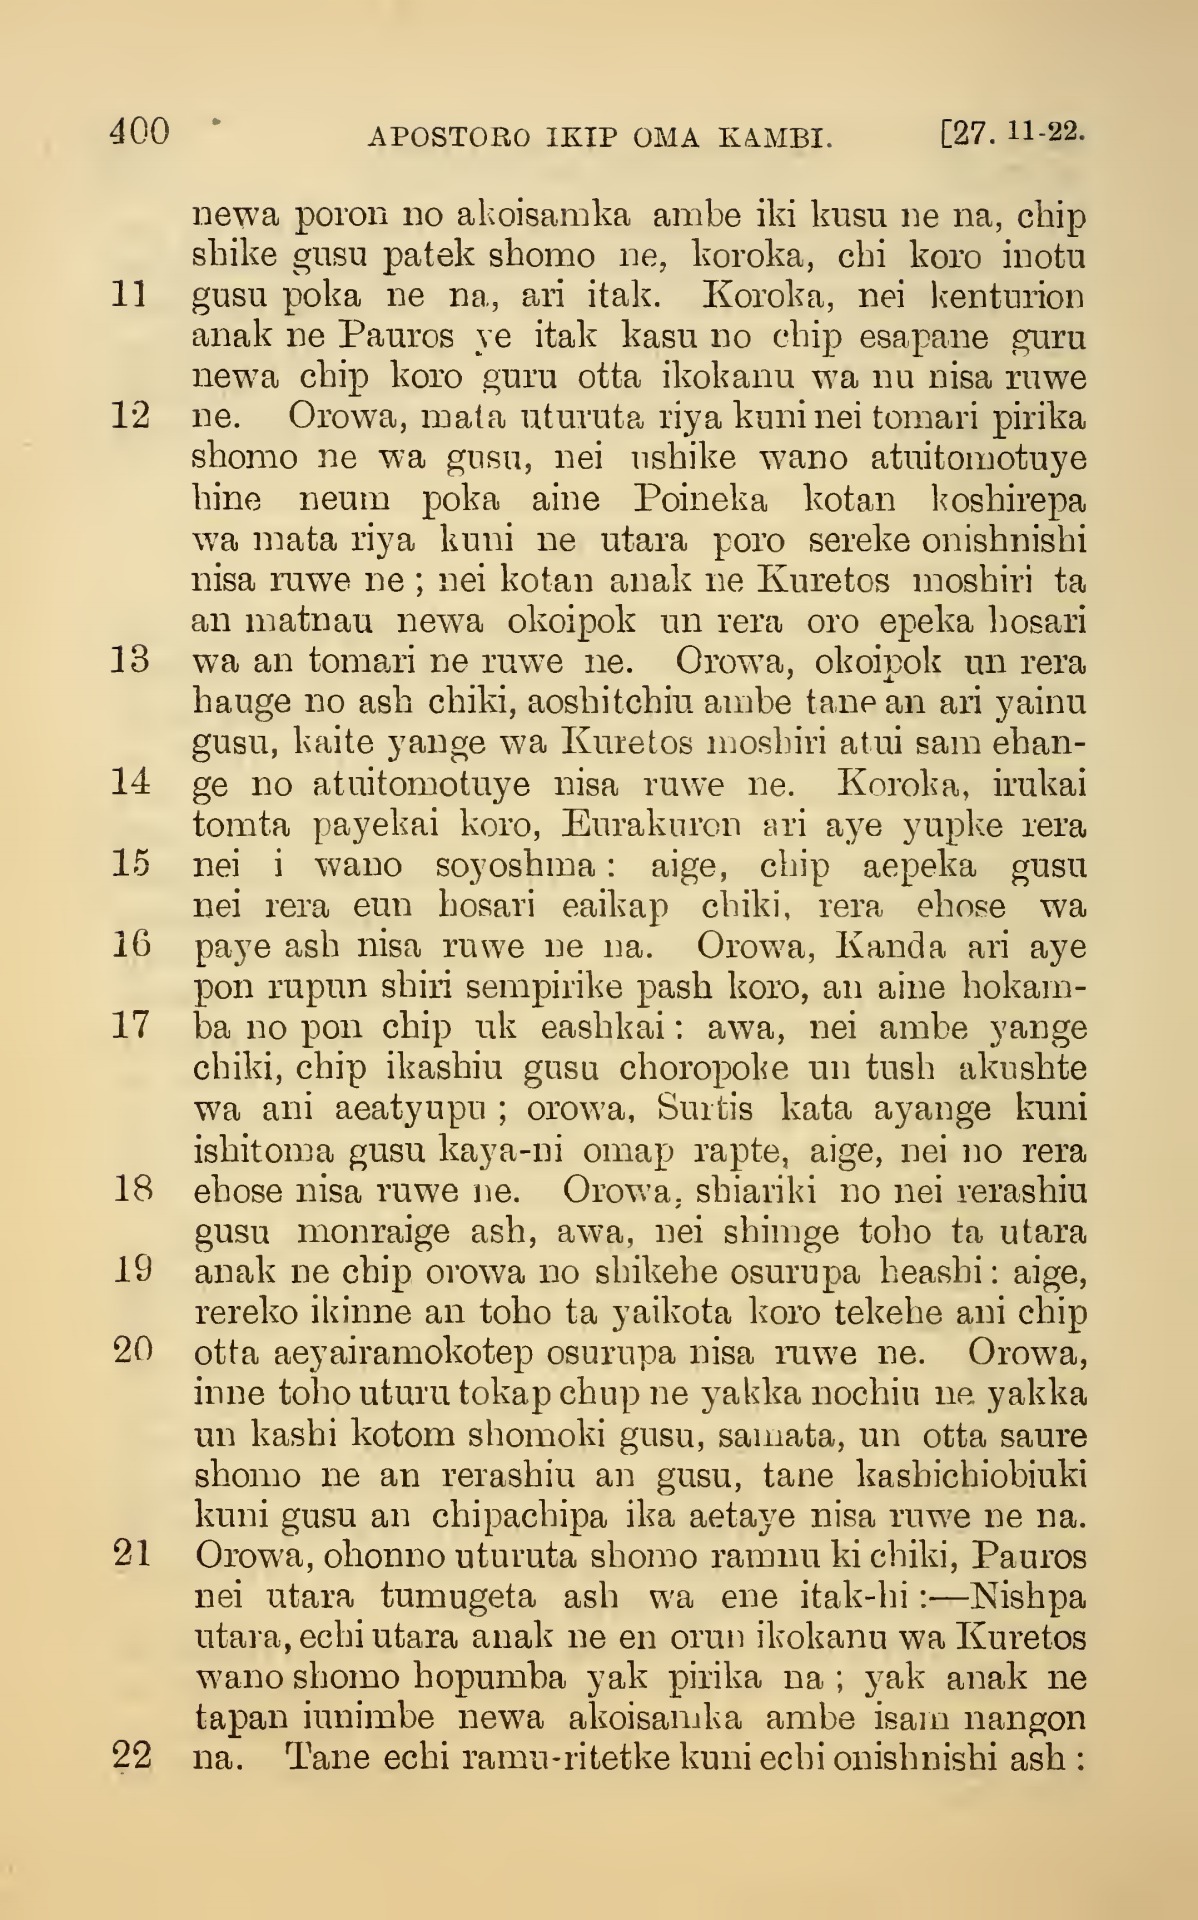 400 APOSTORO IKIP OMA KAMBI. [27. 11-22.
newa poron no akoisamka ambe iki kusu ne na, chip
shike gusu patek shomo ne, koroka, chi koro inotu
11 gusu poka ne na, ari itak. Koroka, nei kenturion
anak ne Pauros ye itak kasu no chip esapane guru
newa chip koro guru otta ikokanu wa nu nisa ruwe
12 ne. Orowa, mata uturuta riya kuni nei tomari pirika
shomo ne wa gusu, nei ushike wano atuitomotuye
hine neum poka aine Poineka kotan koshirepa
wa mata riya kuni ne utara poro sereke onishnishi
nisa ruwe ne ; nei kotan anak ne Kuretos moshiri ta
an matnau newa okoipok un rera oro epeka hosari
13 wa an tomari ne ruwe ne. Orowa, okoipok un rera
hauge no ash chiki, aoshitchiu ambe tane an ari yainu
gusu, kaite yange wa Kuretos moshiri atui sam ehan-
14 ge no atuitomotuye nisa ruwe ne. Koroka, irukai
tomta payekai koro, Eurakuron ari aye yupke rera
15 nei i wano soyoshma : aige, chip aepeka gusu
nei rera eun hosari eaikap chiki, rera ehose wa
16 paye ash nisa ruwe ne na. Orowa, Kanda ari aye
pon rupun shiri sempirike pash koro, an aine hokam-
17 ba no pon chip uk eashkai : awa, nei ambe yange
chiki, chip ikashiu gusu choropoke un tush akushte
wa ani aeatyupu ; orowa, Surtis kata ayange kuni
ishitoma gusu kaya-ni omap rapte, aige, nei no rera
18 ehose nisa ruwe ne. Orowa, shiariki no nei rerashiu
gusu monraige ash, awa, nei shimge toho ta utara
19 anak ne chip orowa no shikehe osurupa heashi : aige,
rereko ikinne an toho ta yaikota koro tekehe ani chip
20 otta aeyairamokotep osurupa nisa ruwe ne. Orowa,
inne toho uturu tokap chup ne yakka nochiu ne yakka
un kashi kotom shomoki gusu, samata, un otta saure
shomo ne an rerashiu an gusu, tane kashichiobiuki
kuni gusu an chipachipa ika aetaye nisa ruwe ne na.
21 Orowa, ohonno uturuta shomo ramnu ki chiki, Pauros
nei utara tumugeta ash wa ene itak-hi :—Nishpa
utara, echi utara anak ne en orun ikokanu wa Kuretos
wano shomo hopumba yak pirika na ; yak anak ne
tapan iunimbe newa akoisamka ambe isam nangon
22 na. Tane echi ramu-ritetke kuni echi onishnishi ash :